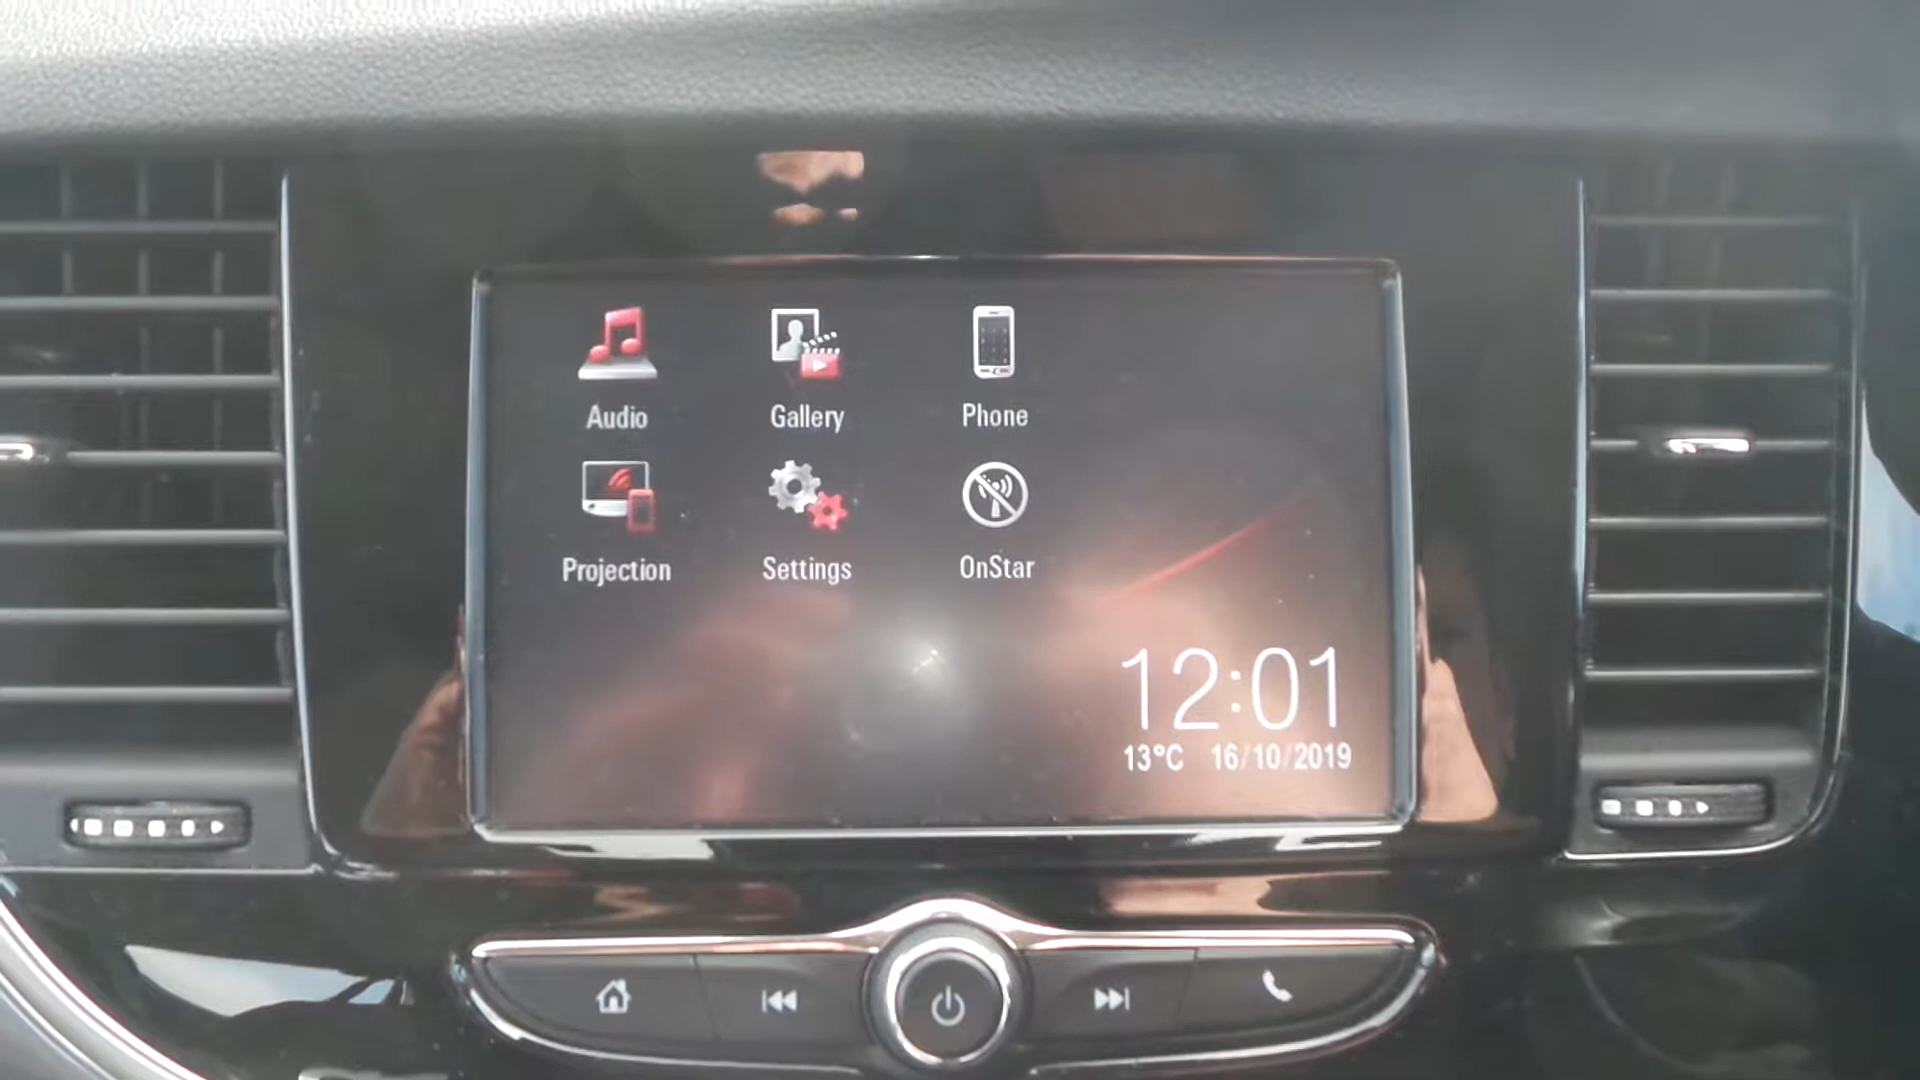 Audio Gallery Phone
Projection Settings OnStar
12:01
13°C 16/10/2019